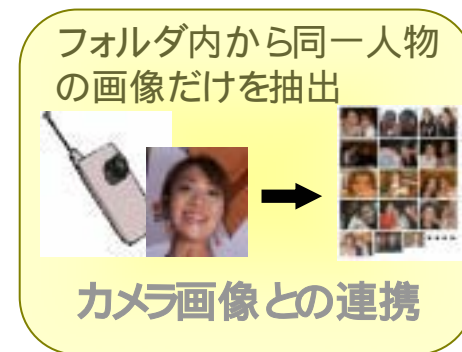 フォルダ内から同一人物
の画像だけを抽出
カメラ画像との連携